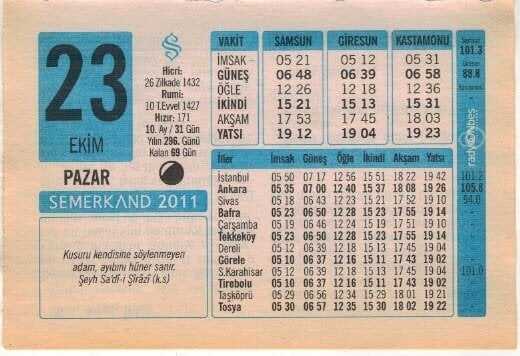 23
EKİM
PAZAR
SEMERKAND 2011
Kusuru kendisine söylenmeyen
adam, ayıbını hüner sanır.
Şeyh Sa'dî-i Şîrâzî (k.s)
Hicri:
26 Zilkade 1432
Rumi:
10 T.Evvel 1427
Hızır: 171
10. Ay / 31 Gün
Yılın 296. Günü
Kalan 69 Gün
VAKİT SAMSUN GİRESUN KASTAMONU
İMSAK 05 21 05 12 05 31
GÜNEŞ 06 48 06 39 06 58
ÖĞLE 12 26 12 18 12 36
İKİNDİ 15 21 15 13 15 31
AKŞAM 17 53 17 45 18 03
YATSI 19 12 19 04 19 23
İller İmsak Güneş Öğle İkindi Akşam Yatsı
İstanbul 05 50 07 17 12 56 15 51 18 22 19 42
Ankara 05 35 07 00 12 40 15 37 18 08 19 26
Sivas 05 18 06 43 12 23 15 21 17 52 19 10
Bafra 05 23 06 50 12 28 15 23 17 55 19 14
Çarşamba 05 19 06 46 12 25 15 20 17 51 19 11
Tekkeköy 05 23 06 50 12 28 15 23 17 55 19 14
Dereli 05 12 06 39 12 18 15 13 17 45 19 04
Görele 05 10 06 37 12 16 15 11 17 43 19 02
Ş.Karahisar 05 12 06 39 12 18 15 13 17 45 19 04
Tirebolu 05 10 06 37 12 16 15 11 17 43 19 02
Taşköprü 05 29 06 56 12 34 15 29 18 01 19 21
Tosya 05 30 06 57 12 35 15 30 18 02 19 22
Samsun
101.3
Giresun
88.8
radyo
101.2
105.8
94.0
101.0